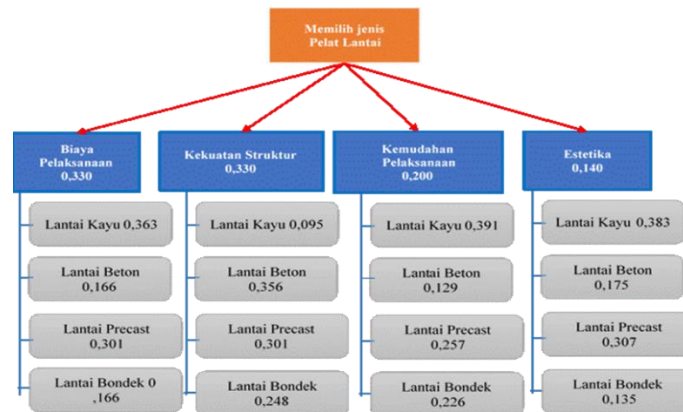 Memilih jenis
Pelat Lantai
Biaya
Pelaksanaan
0,330
Kekuatan Struktur
0,330
Kemudahan
Pelaksanaan
0,200
Estetika
0,140
Lantai Kayu 0,363
Lantai Beton
0,166
Lantai Precast
0,301
Lantai Bondek 0
,166
Lantai Kayu 0,095
Lantai Beton
0,356
Lantai Precast
0,301
Lantai Bondek
0,248
Lantai Kayu 0,391
Lantai Beton
0,129
Lantai Precast
0,257
Lantai Bondek
0,226
Lantai Kayu 0,383
Lantai Beton
0,175
Lantai Precast
0,307
Lantai Bondek
0,135